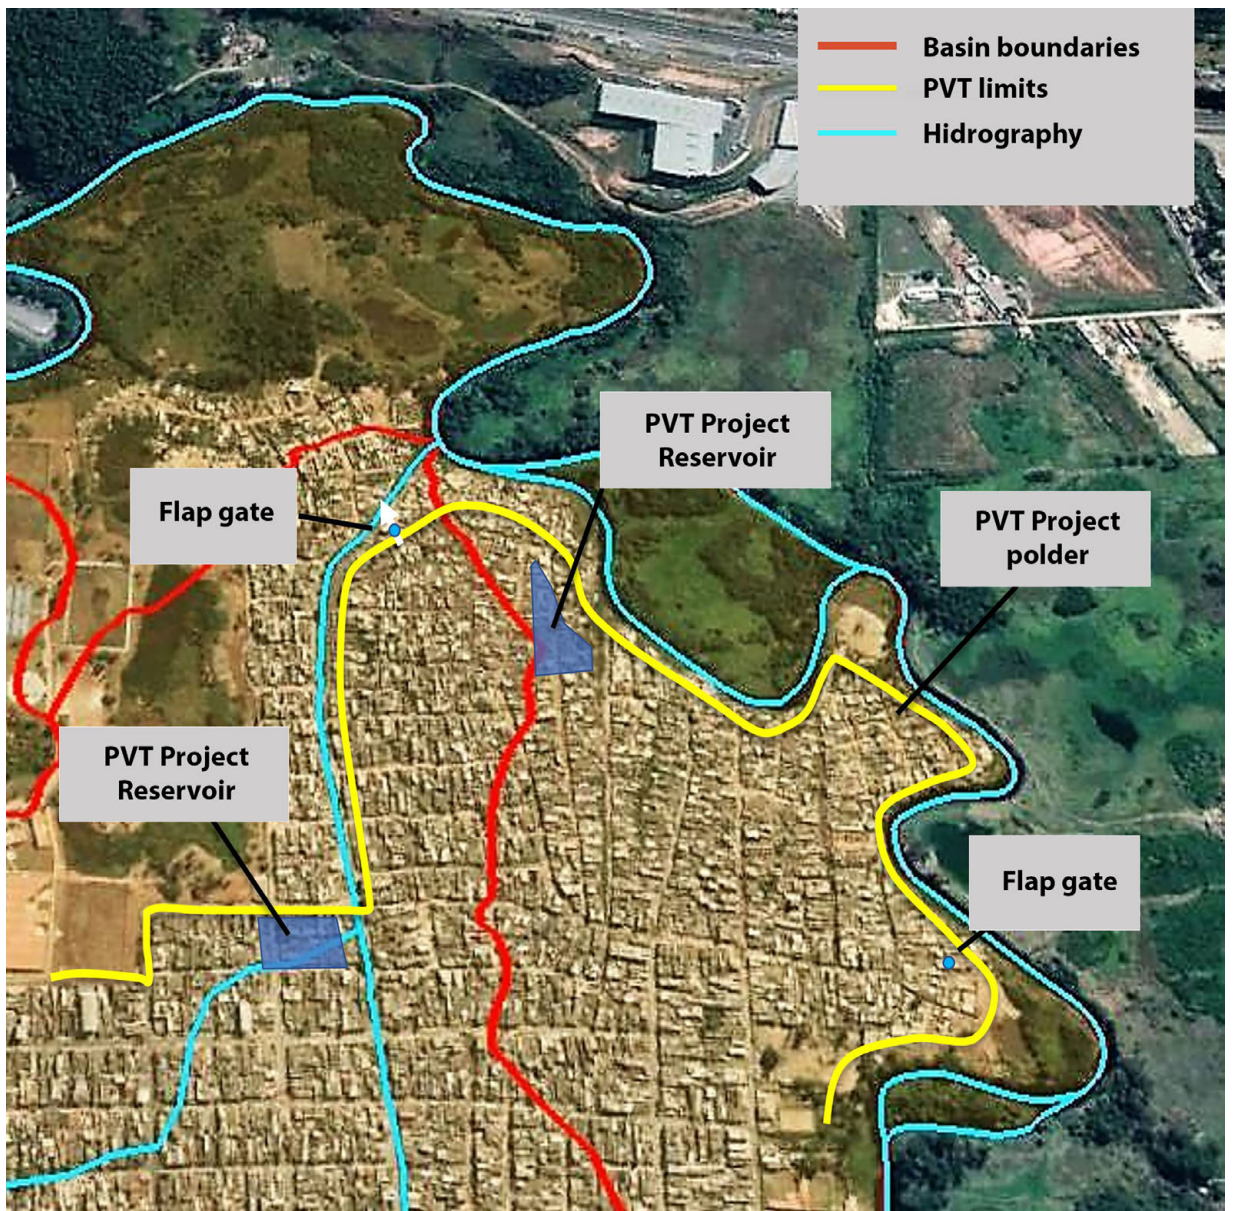 Basin boundaries
PVT limits
Hidrography
PVT Project
Reservoir
Flap gate
PVT Project
polder
PVT Project
Reservoir
Flap gate